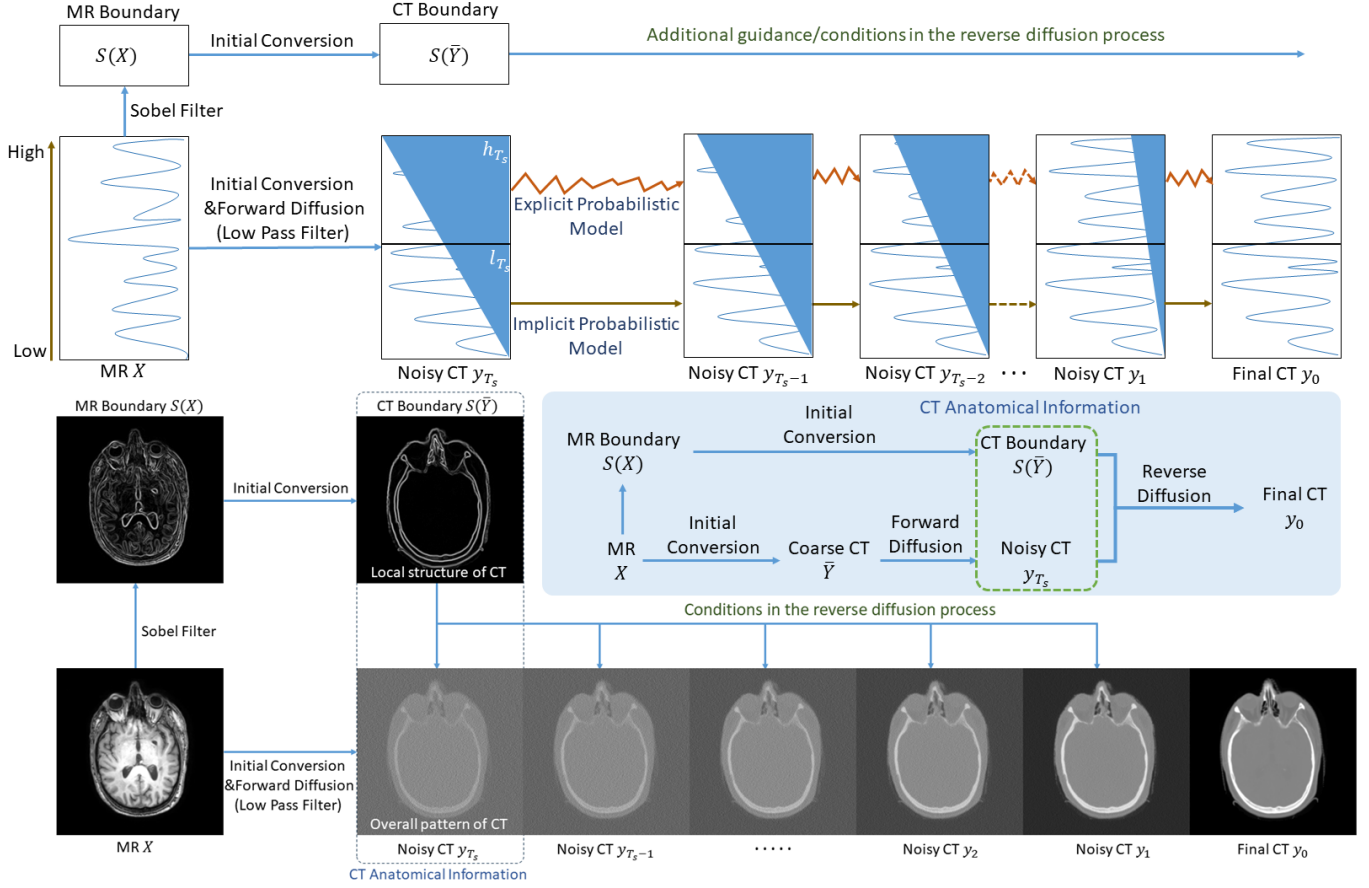 MR Boundary
CT Boundary
S(X)
Initial Conversion
S(Ȳ)
Additional guidance/conditions in the reverse diffusion process
Sobel Filter
High
Low
Initial Conversion
&Forward Diffusion
(Low Pass Filter)
h_{T_s}
l_{T_s}
Explicit Probabilistic
Model
Implicit Probabilistic
Model
MR X
Noisy CT y_{T_s}
Noisy CT y_{T_s−1}
Noisy CT y_{T_s−2}
· · ·
Noisy CT y_1
Final CT y_0
MR Boundary S(X)
CT Boundary S(Ȳ)
Initial Conversion
Local structure of CT
CT Anatomical Information
MR Boundary
S(X)
Initial
Conversion
CT Boundary
S(Ȳ)
Reverse
Diffusion
Final CT
y_0
MR
X
Initial
Conversion
Coarse CT
Ȳ
Forward
Diffusion
Noisy CT
y_{T_s}
Sobel Filter
Conditions in the reverse diffusion process
Initial Conversion
&Forward Diffusion
(Low Pass Filter)
Overall pattern of CT
MR X
Noisy CT y_{T_s}
Noisy CT y_{T_s−1}
· · · · ·
Noisy CT y_2
Noisy CT y_1
Final CT y_0
CT Anatomical Information